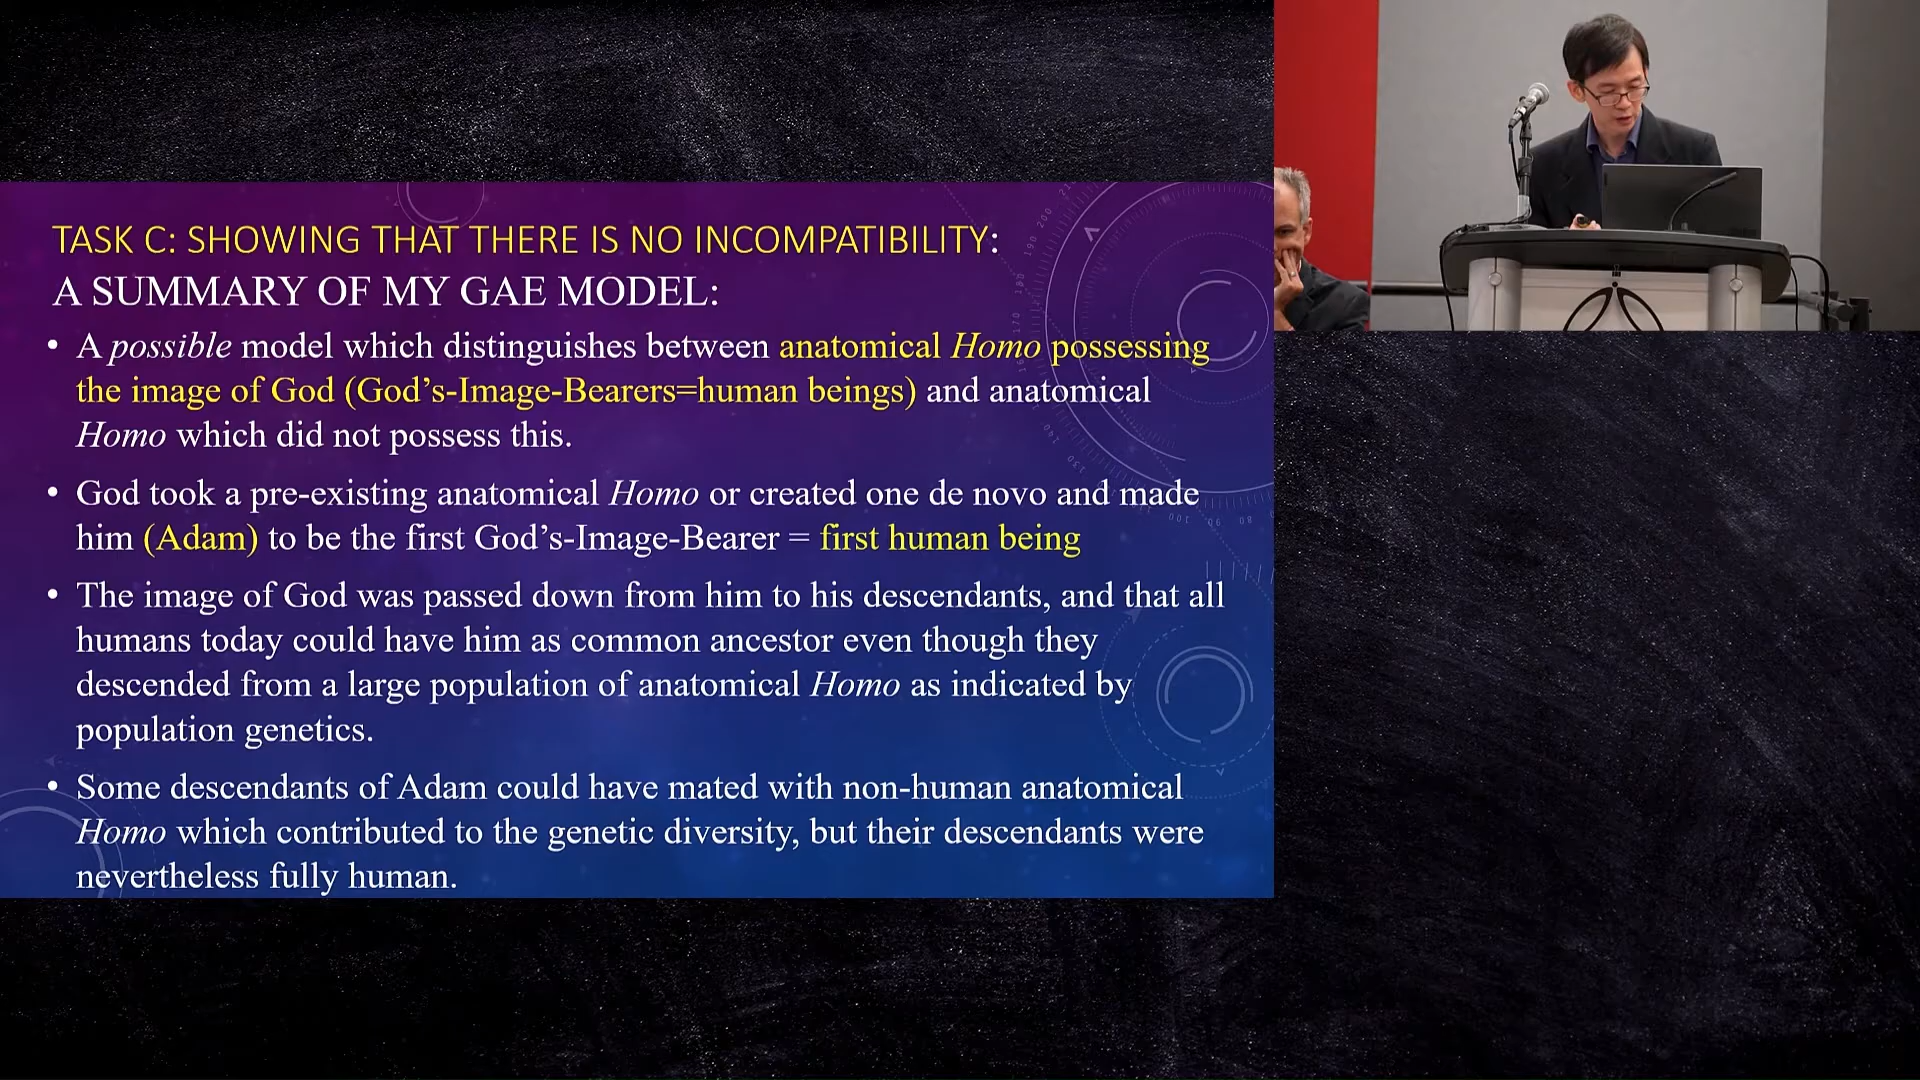 TASK C: SHOWING THAT THERE IS NO INCOMPATIBILITY:
A SUMMARY OF MY GAE MODEL:
• A possible model which distinguishes between anatomical Homo possessing
the image of God (God’s-Image-Bearers=human beings) and anatomical
Homo which did not possess this.
• God took a pre-existing anatomical Homo or created one de novo and made
him (Adam) to be the first God’s-Image-Bearer = first human being
• The image of God was passed down from him to his descendants, and that all
humans today could have him as common ancestor even though they
descended from a large population of anatomical Homo as indicated by
population genetics.
• Some descendants of Adam could have mated with non-human anatomical
Homo which contributed to the genetic diversity, but their descendants were
nevertheless fully human.